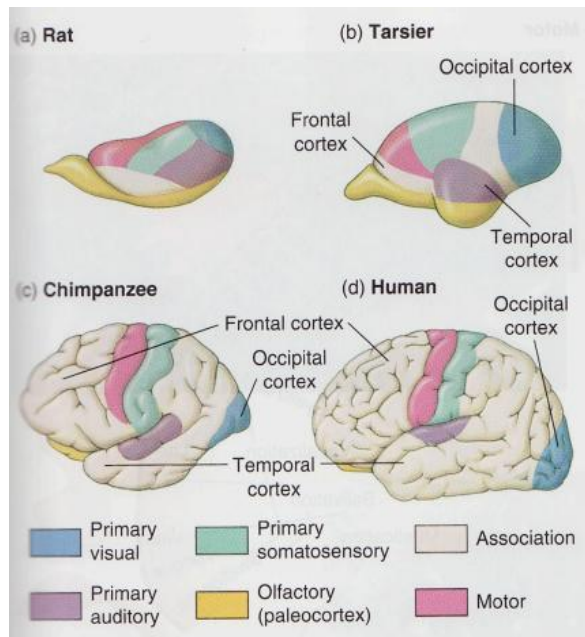 (a) Rat
(b) Tarsier
Occipital cortex
Frontal
cortex
Temporal
cortex
(c) Chimpanzee
(d) Human
Frontal cortex
Occipital
cortex
Occipital
cortex
Temporal
cortex
Primary
visual
Primary
somatosensory
Association
Primary
auditory
Olfactory
(paleocortex)
Motor